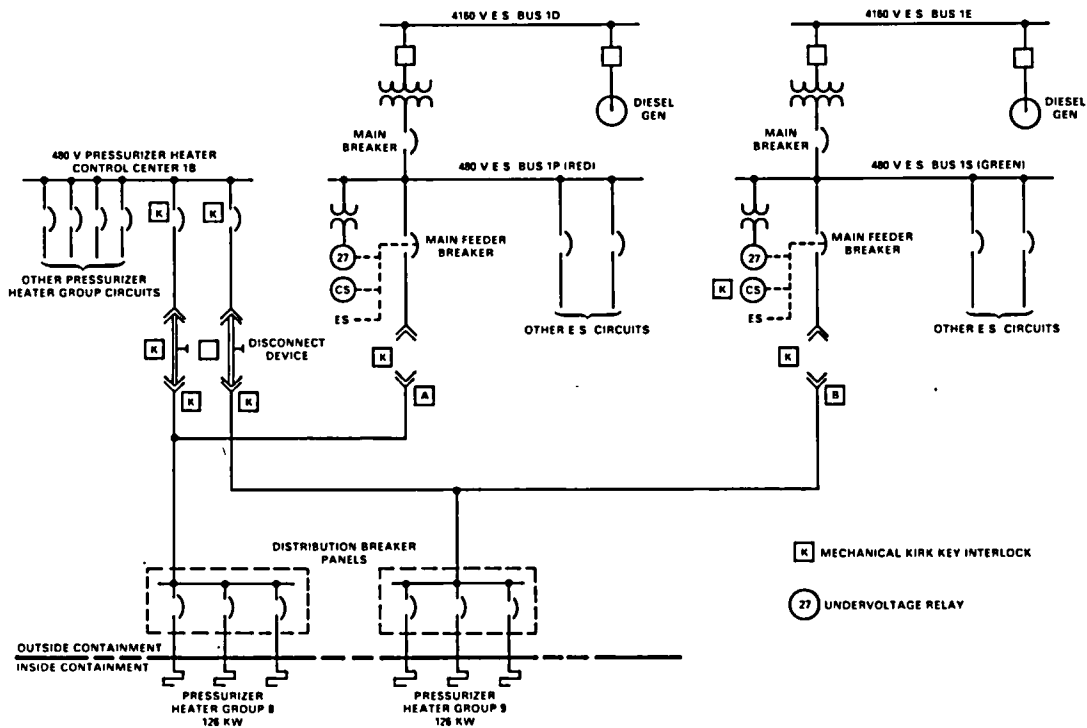 4160 V E S BUS 1D
4160 V E S BUS 1E
DIESEL
GEN
DIESEL
GEN
MAIN
BREAKER
MAIN
BREAKER
480 V PRESSURIZER HEATER
CONTROL CENTER 1B
480 V E S BUS 1P (RED)
480 V E S BUS 1S (GREEN)
K
K
27
MAIN FEEDER
BREAKER
27
MAIN FEEDER
BREAKER
CS
K
CS
ES
ES
OTHER PRESSURIZER
HEATER GROUP CIRCUITS
OTHER E S CIRCUITS
OTHER E S CIRCUITS
K
DISCONNECT
DEVICE
K
K
K
K
A
B
DISTRIBUTION BREAKER
PANELS
K MECHANICAL KIRK KEY INTERLOCK
27 UNDERVOLTAGE RELAY
OUTSIDE CONTAINMENT
INSIDE CONTAINMENT
PRESSURIZER
HEATER GROUP 8
126 KW
PRESSURIZER
HEATER GROUP 9
126 KW